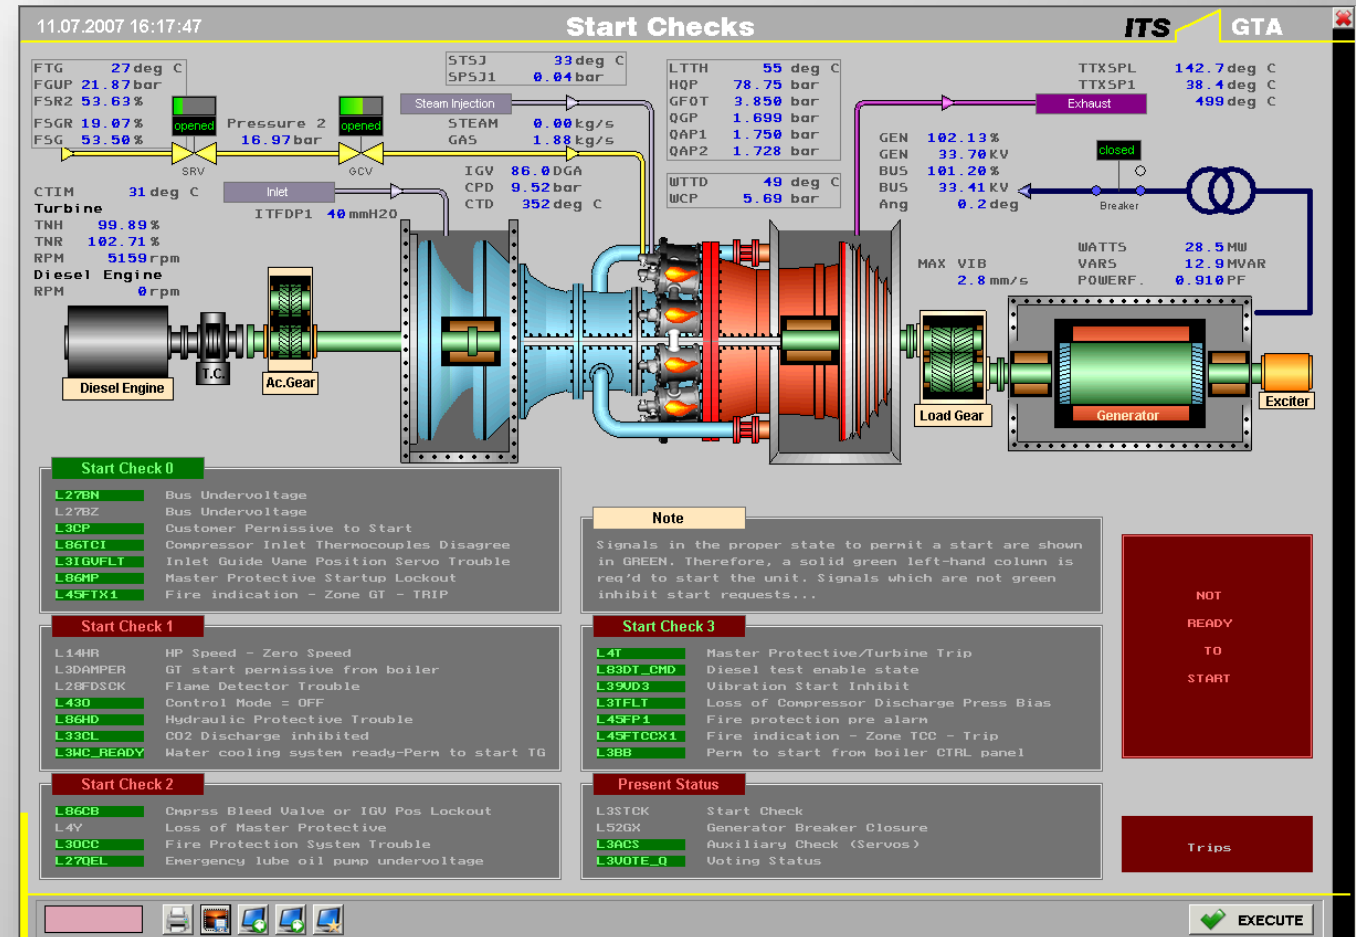 11.07.2007 16:17:47
Start Checks
ITS GTA
FTG 27 deg C
FGUP 21.87 bar
FSR2 53.63 %
FSGR 19.07 %
FSG 53.50 %
opened
SRV
Pressure 2
16.97 bar
opened
GCV
STSJ 33 deg C
SPSJ1 0.04 bar
Steam Injection
STEAM 0.00 kg/s
GAS 1.88 kg/s
IGV 86.0 DGA
CPD 9.52 bar
CTD 352 deg C
LTTH 55 deg C
HQP 78.75 bar
GFOT 3.850 bar
QGP 1.699 bar
QAP1 1.750 bar
QAP2 1.728 bar
WTTD 49 deg C
WCP 5.69 bar
TTXSPL 142.7 deg C
TTXSP1 38.4 deg C
Exhaust 499 deg C
GEN 102.13 %
GEN 33.70 KV
BUS 101.20 %
BUS 33.41 KV
Ang 0.2 deg
closed
Breaker
CTIM 31 deg C
Inlet
ITFDP1 40 mmH2O
Turbine
TNH 99.89 %
TNR 102.71 %
RPM 5159 rpm
Diesel Engine
RPM 0 rpm
MAX VIB
2.8 mm/s
WATTS 28.5 MW
VARS 12.9 MVAR
POWERF. 0.910 PF
Diesel Engine
T.C.
Ac.Gear
Load Gear
Generator
Exciter
Start Check 0
L27BN Bus Undervoltage
L27BZ Bus Undervoltage
L3CP Customer Permissive to Start
L86TCI Compressor Inlet Thermocouples Disagree
L3IGVFLT Inlet Guide Vane Position Servo Trouble
L86MP Master Protective Startup Lockout
L45FTX1 Fire indication - Zone GT - TRIP
Start Check 1
L14HR HP Speed - Zero Speed
L3DAMPER GT start permissive from boiler
L28FDSCK Flame Detector Trouble
L43O Control Mode = OFF
L86HD Hydraulic Protective Trouble
L33CL CO2 Discharge inhibited
L3WC_READY Water cooling system ready-Perm to start TG
Start Check 2
L86CB Cmprss Bleed Valve or IGV Pos Lockout
L4Y Loss of Master Protective
L3OCC Fire Protection System Trouble
L27QEL Emergency lube oil pump undervoltage
Note
Signals in the proper state to permit a start are shown
in GREEN. Therefore, a solid green left-hand column is
req'd to start the unit. Signals which are not green
inhibit start requests...
Start Check 3
L4T Master Protective/Turbine Trip
L83DT_CMD Diesel test enable state
L39VD3 Vibration Start Inhibit
L3TFLT Loss of Compressor Discharge Press Bias
L45FP1 Fire protection pre alarm
L45FTCCX1 Fire indication - Zone TCC - Trip
L3BB Perm to start from boiler CTRL panel
Present Status
L3STCK Start Check
L52GX Generator Breaker Closure
L3ACS Auxiliary Check (Servos)
L3VOTE_Q Voting Status
NOT
READY
TO
START
Trips
EXECUTE